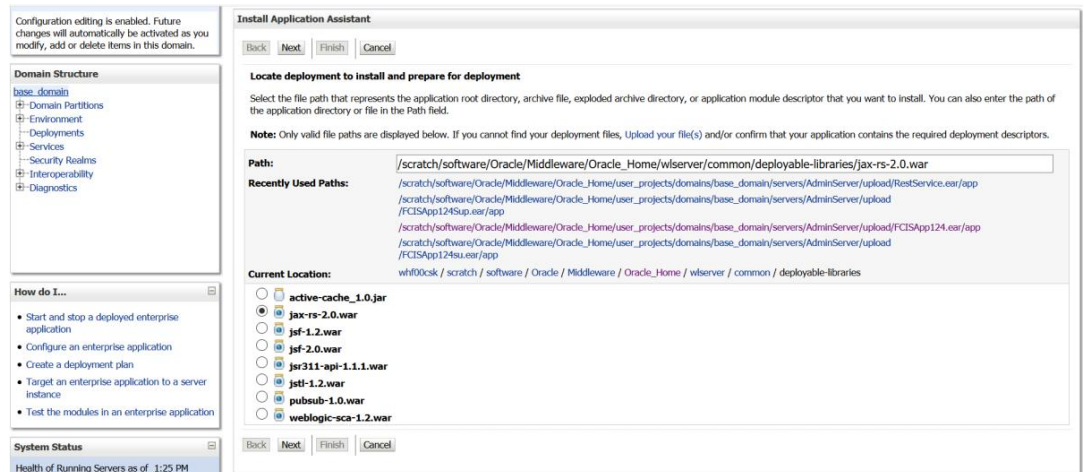 Configuration editing is enabled. Future
changes will automatically be activated as you
modify, add or delete items in this domain.
Domain Structure
base_domain
Domain Partitions
Environment
Deployments
Services
Security Realms
Interoperability
Diagnostics
How do I...
Start and stop a deployed enterprise
application
Configure an enterprise application
Create a deployment plan
Target an enterprise application to a server
instance
Test the modules in an enterprise application
System Status
Health of Running Servers as of 1:25 PM
Install Application Assistant
Back Next Finish Cancel
Locate deployment to install and prepare for deployment
Select the file path that represents the application root directory, archive file, exploded archive directory, or application module descriptor that you want to install. You can also enter the path of
the application directory or file in the Path field.
Note: Only valid file paths are displayed below. If you cannot find your deployment files, Upload your file(s) and/or confirm that your application contains the required deployment descriptors.
Path: /scratch/software/Oracle/Middleware/Oracle_Home/wlserver/common/deployable-libraries/jax-rs-2.0.war
Recently Used Paths: /scratch/software/Oracle/Middleware/Oracle_Home/user_projects/domains/base_domain/servers/AdminServer/upload/RestService.ear/app
/scratch/software/Oracle/Middleware/Oracle_Home/user_projects/domains/base_domain/servers/AdminServer/upload
/FCISApp124Sup.ear/app
/scratch/software/Oracle/Middleware/Oracle_Home/user_projects/domains/base_domain/servers/AdminServer/upload/FCISApp124.ear/app
/scratch/software/Oracle/Middleware/Oracle_Home/user_projects/domains/base_domain/servers/AdminServer/upload
/FCISApp124su.ear/app
Current Location: whf00csk / scratch / software / Oracle / Middleware / Oracle_Home / wlserver / common / deployable-libraries
active-cache_1.0.jar
jax-rs-2.0.war
jsf-1.2.war
jsf-2.0.war
jsr311-api-1.1.1.war
jstl-1.2.war
pubsub-1.0.war
weblogic-sca-1.2.war
Back Next Finish Cancel